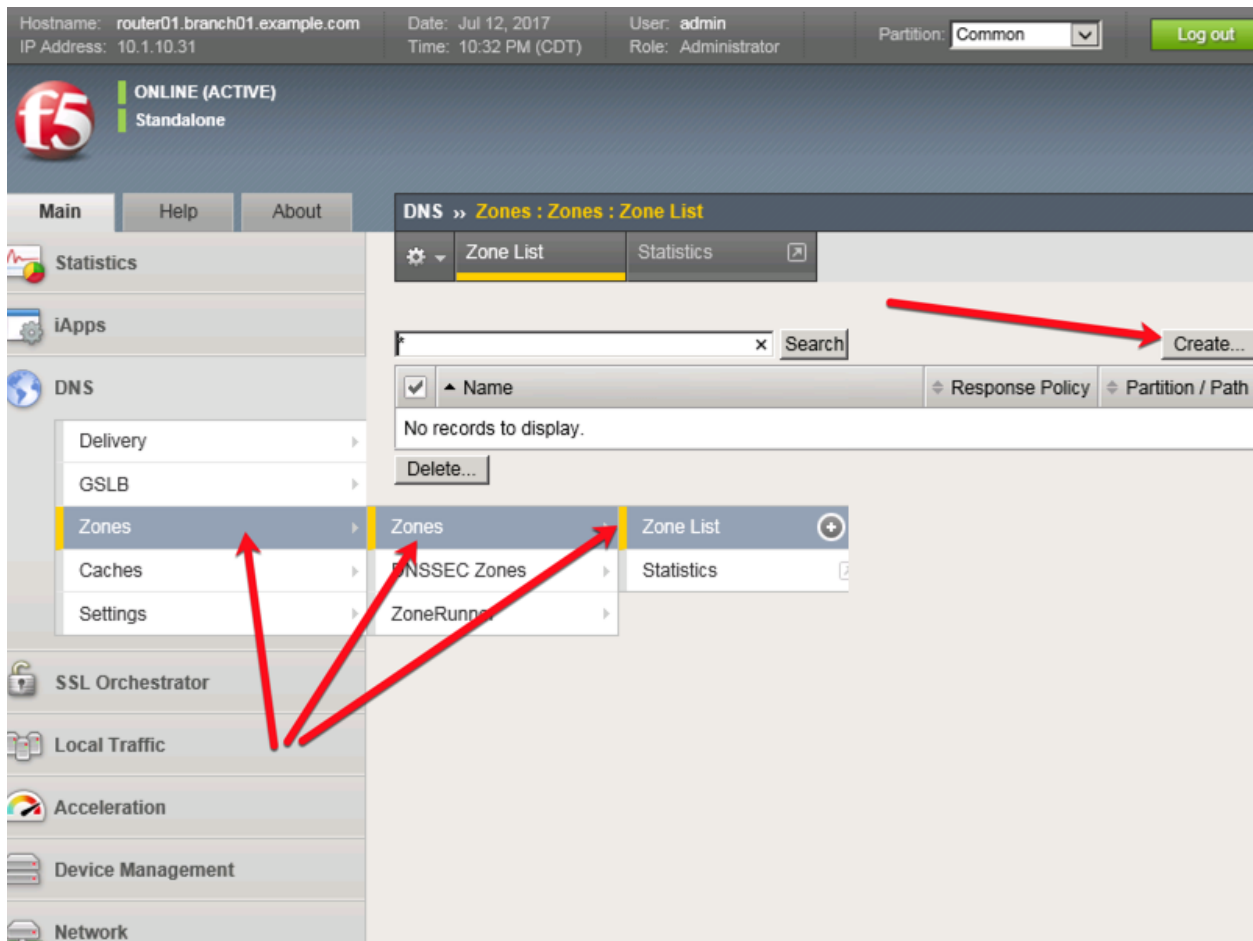 Hostname: router01.branch01.example.com Date: Jul 12, 2017 User: admin
IP Address: 10.1.10.31 Time: 10:32 PM (CDT) Role: Administrator
Partition: Common Log out
f5
ONLINE (ACTIVE)
Standalone
Main Help About
DNS ›› Zones : Zones : Zone List
Zone List Statistics
Statistics
iApps
* × Search Create...
Name Response Policy Partition / Path
No records to display.
Delete...
DNS
Delivery
GSLB
Zones Zones Zone List
Caches DNSSEC Zones Statistics
Settings ZoneRunner
SSL Orchestrator
Local Traffic
Acceleration
Device Management
Network